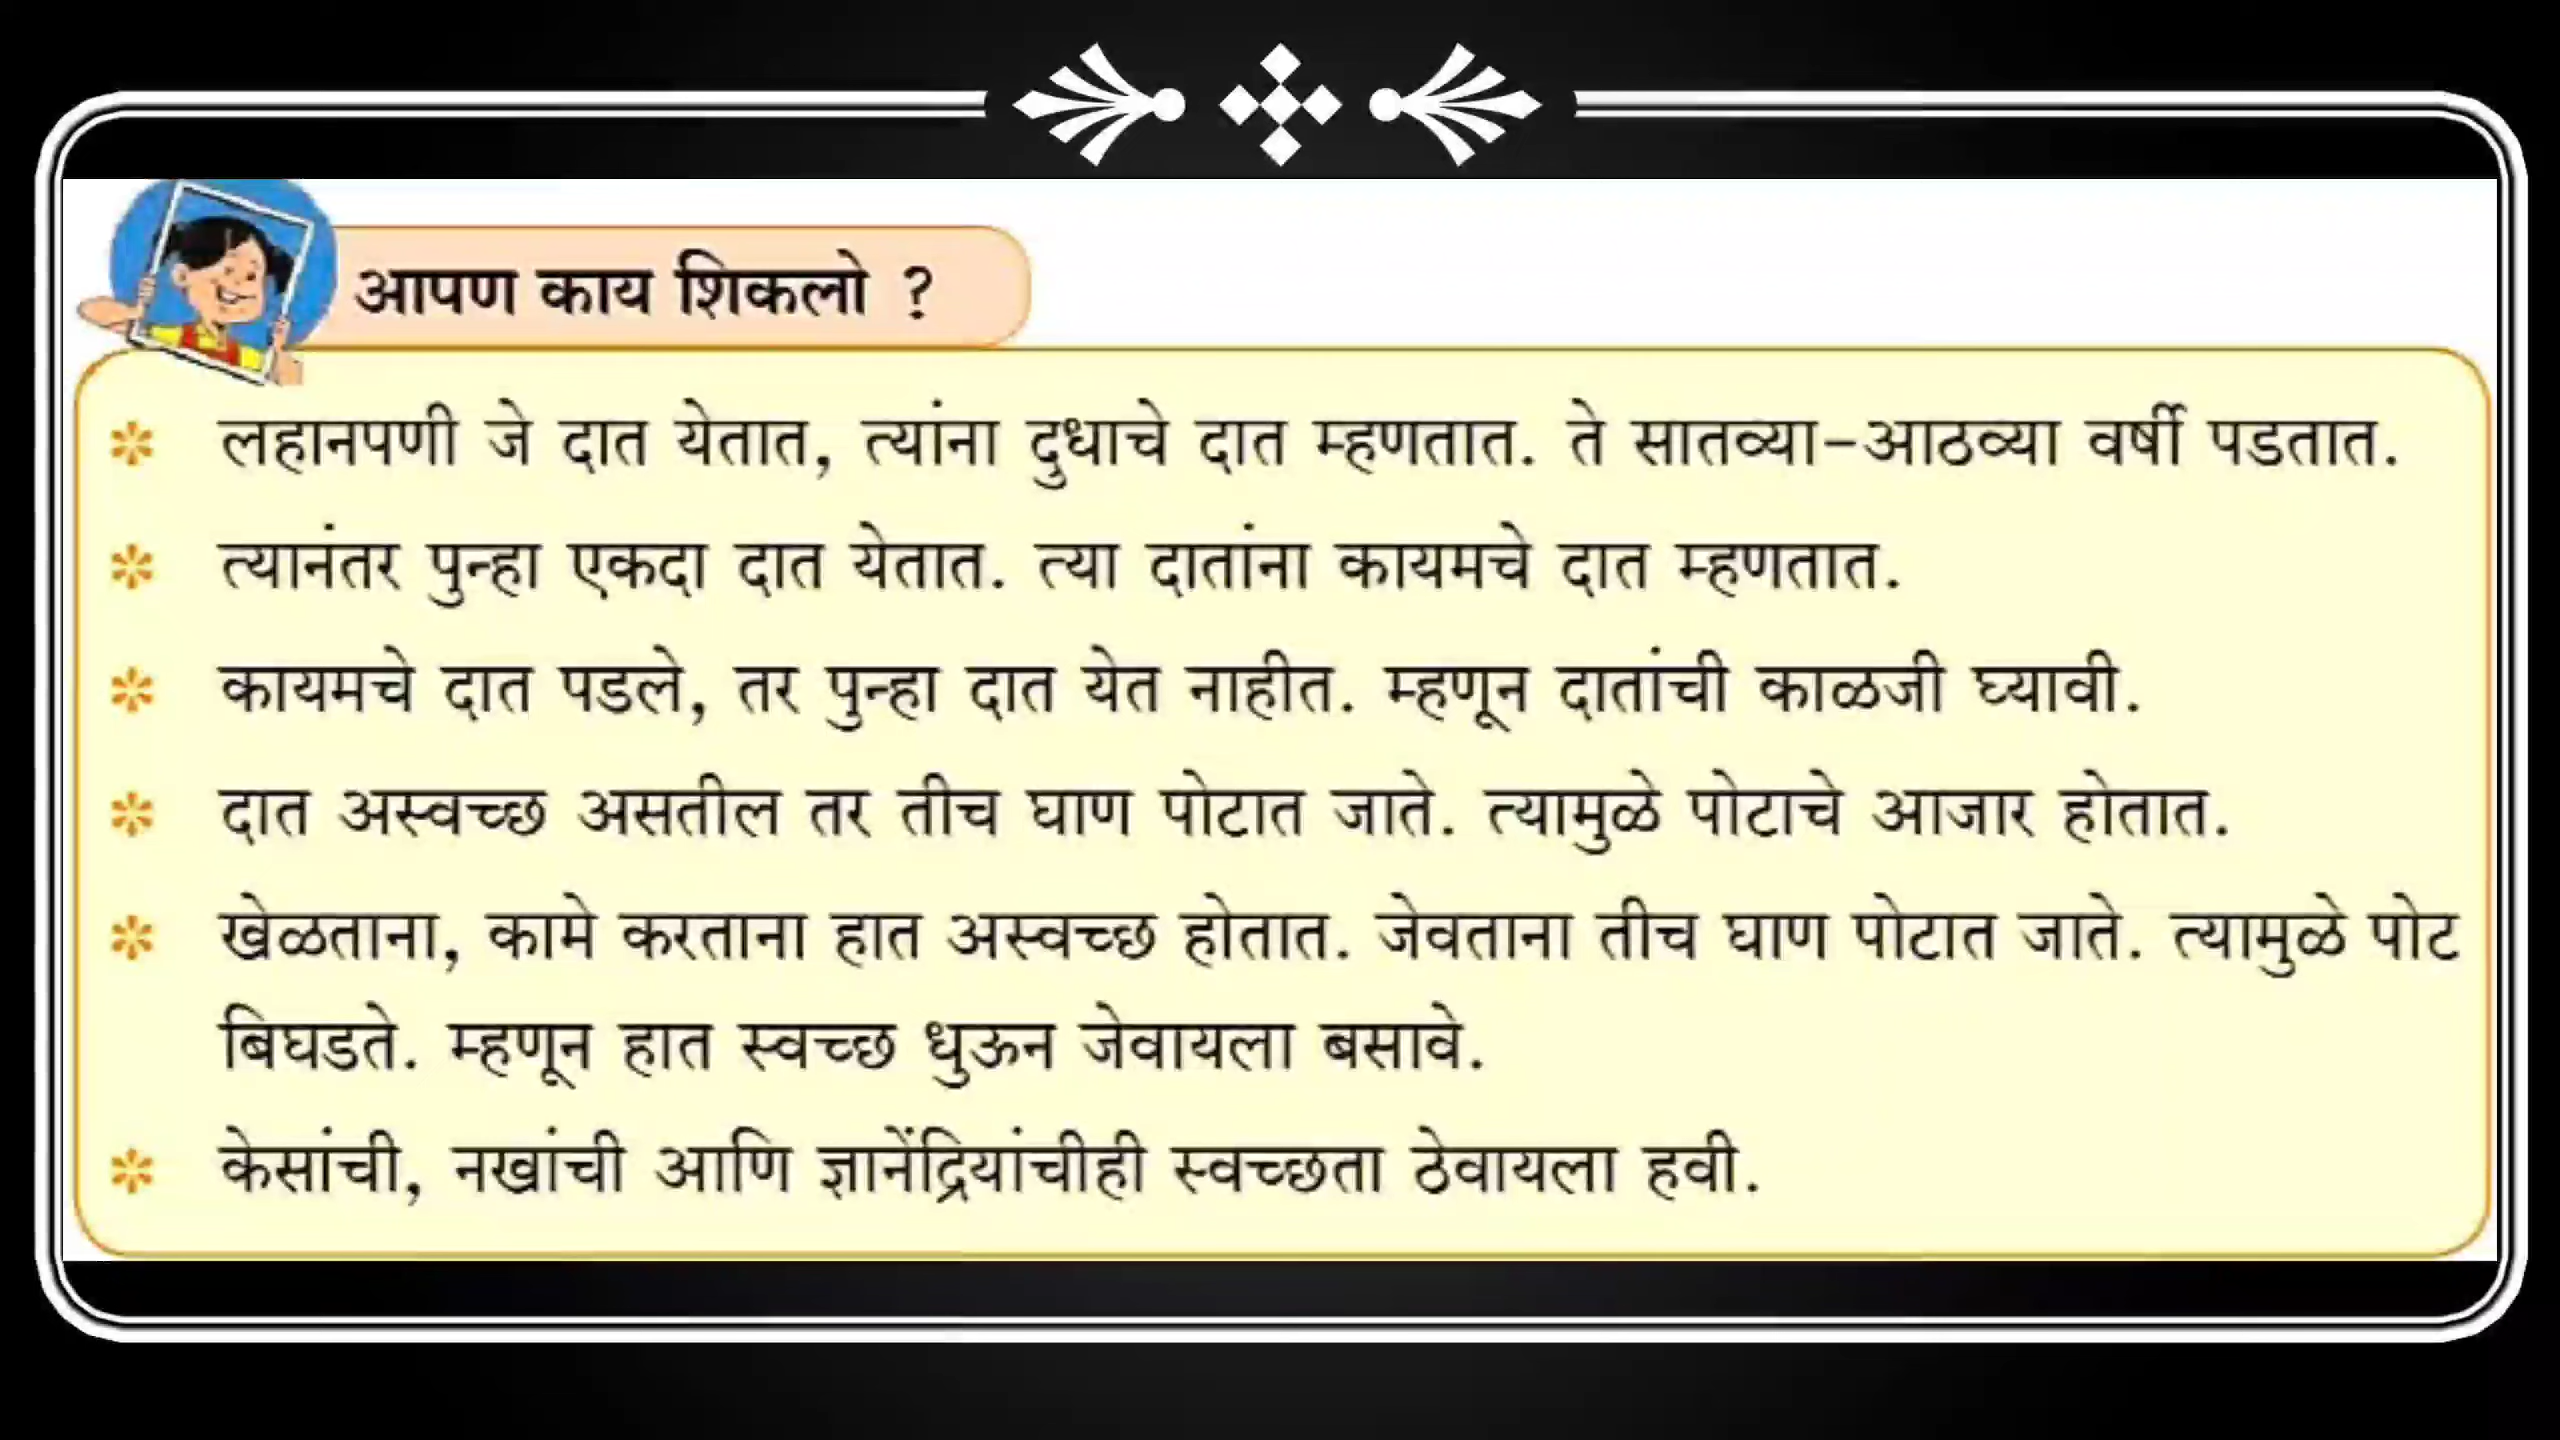 आपण काय शिकलो ?
* लहानपणी जे दात येतात, त्यांना दुधाचे दात म्हणतात. ते सातव्या-आठव्या वर्षी पडतात.
* त्यानंतर पुन्हा एकदा दात येतात. त्या दातांना कायमचे दात म्हणतात.
* कायमचे दात पडले, तर पुन्हा दात येत नाहीत. म्हणून दातांची काळजी घ्यावी.
* दात अस्वच्छ असतील तर तीच घाण पोटात जाते. त्यामुळे पोटाचे आजार होतात.
* खेळताना, कामे करताना हात अस्वच्छ होतात. जेवताना तीच घाण पोटात जाते. त्यामुळे पोट
बिघडते. म्हणून हात स्वच्छ धुऊन जेवायला बसावे.
* केसांची, नखांची आणि ज्ञानेंद्रियांचीही स्वच्छता ठेवायला हवी.